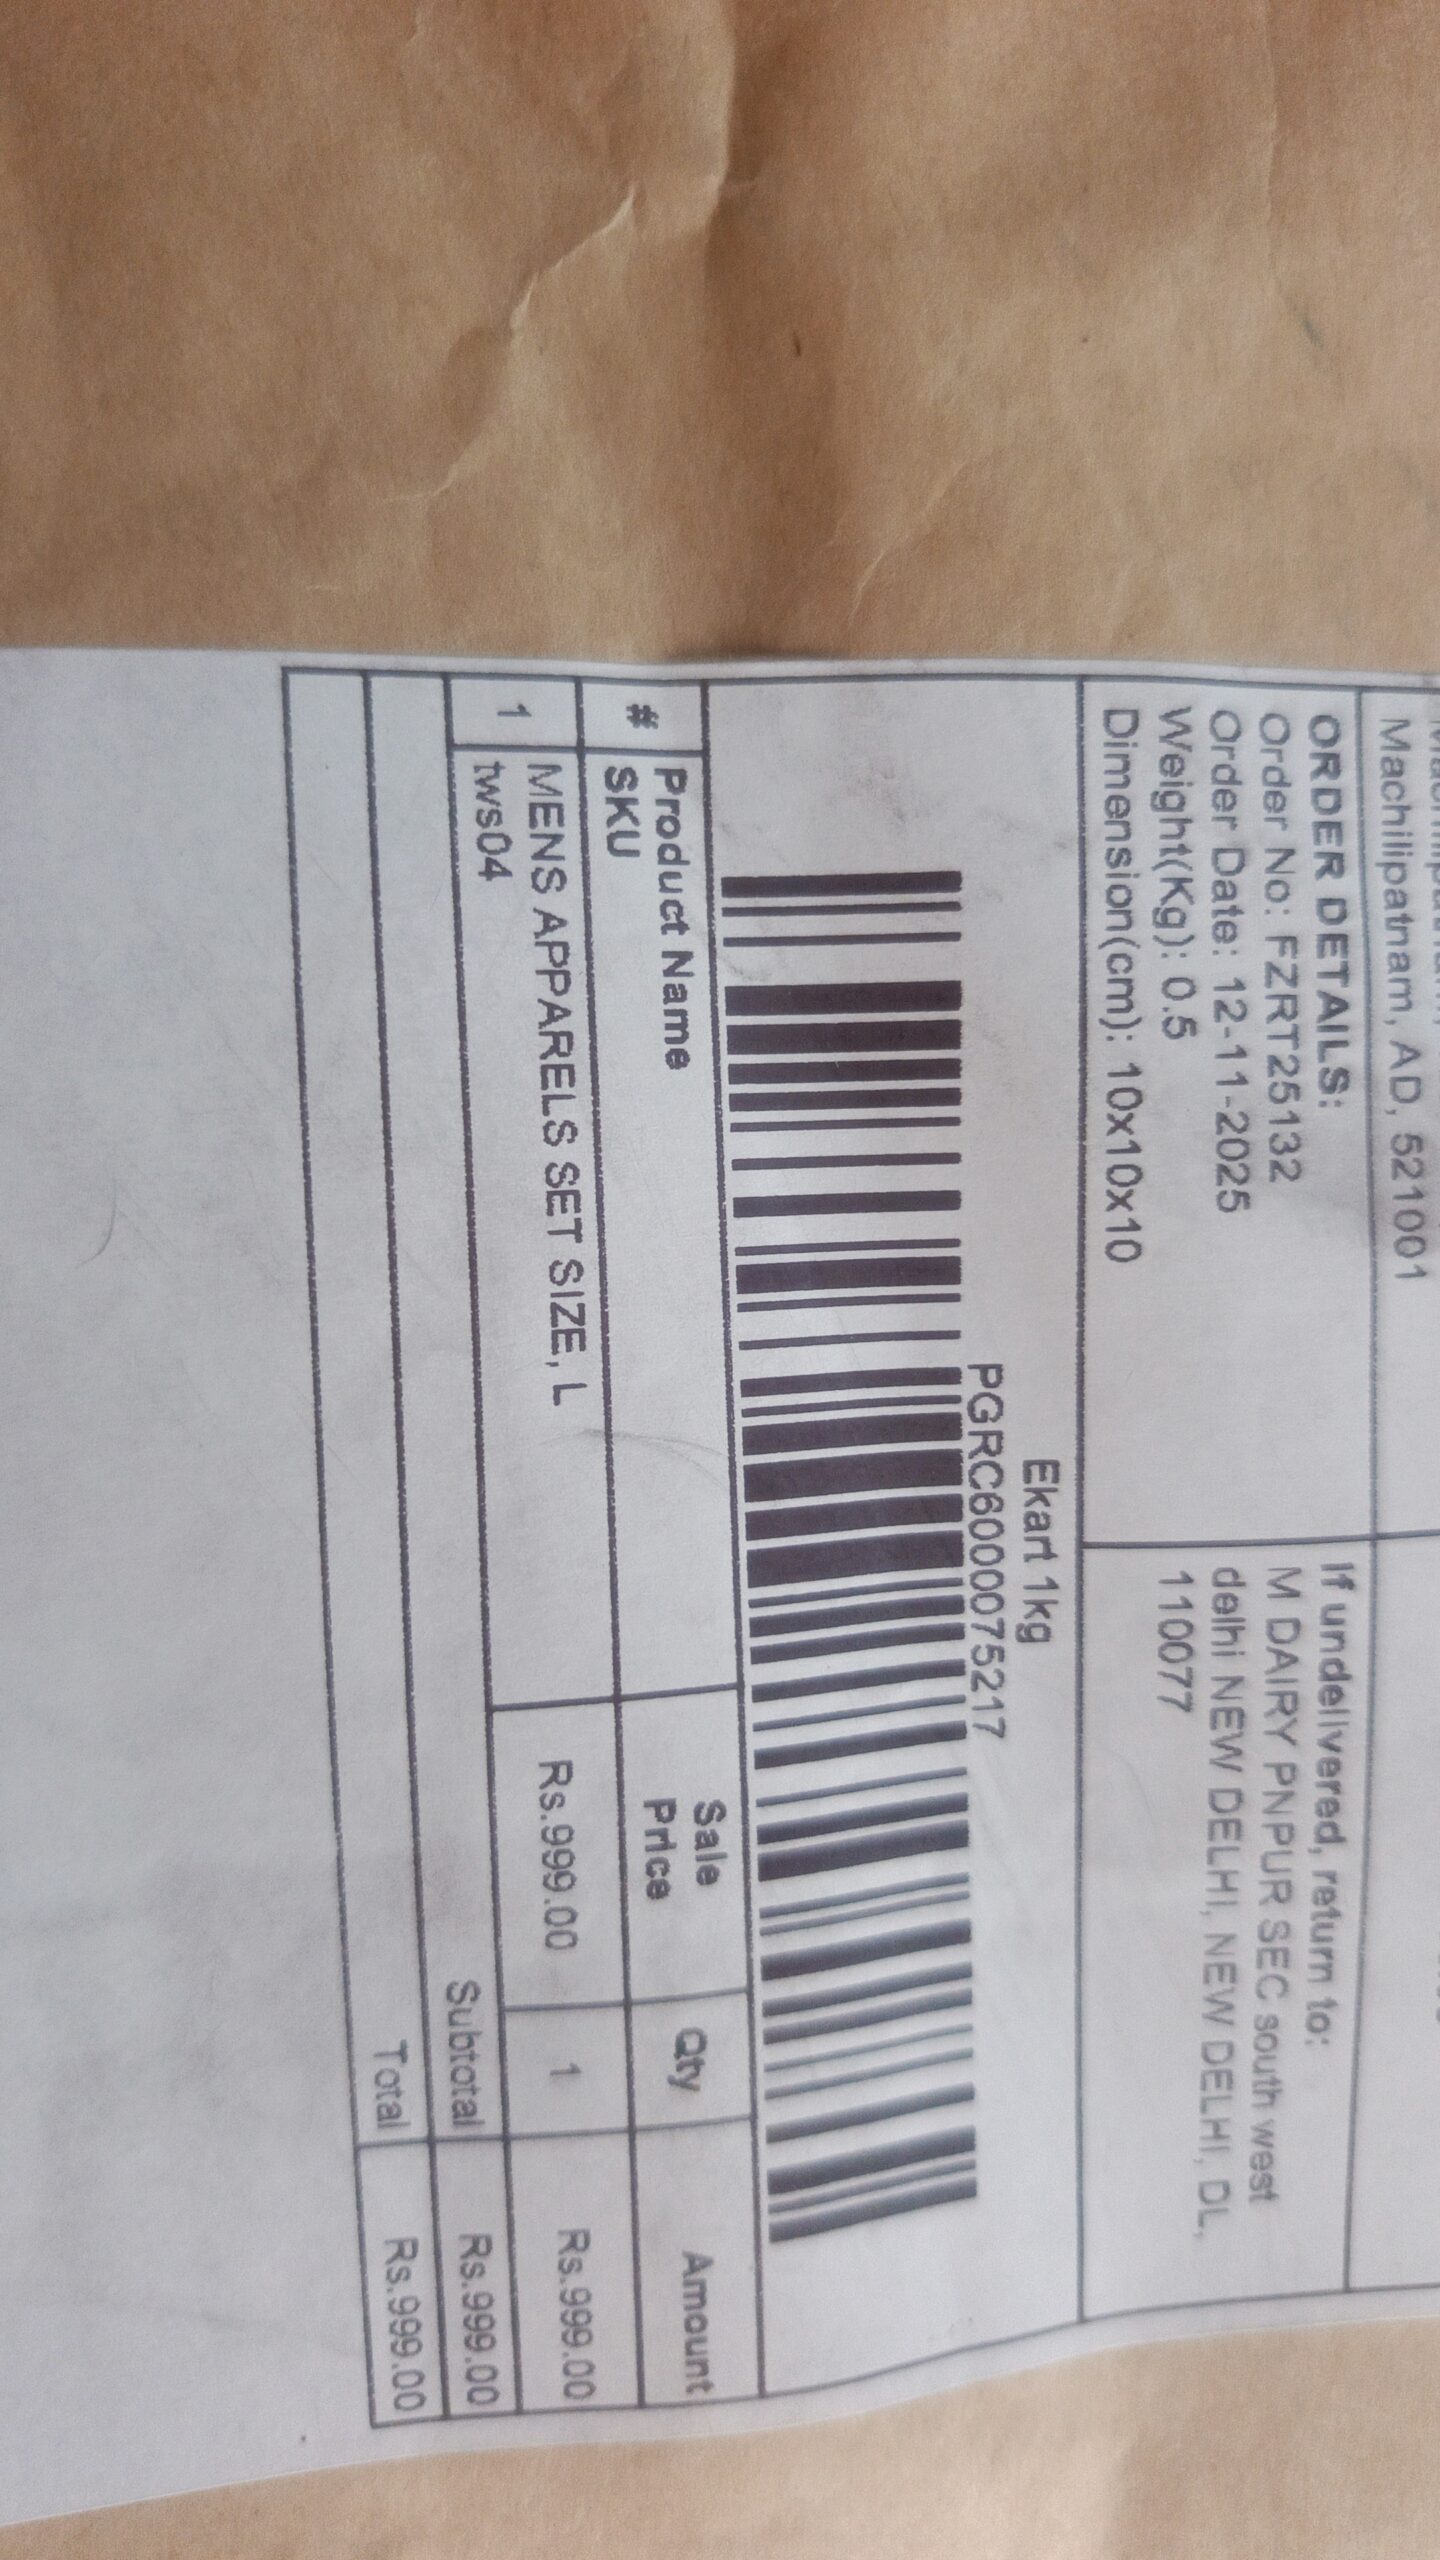 Machilipatnam, AD, 521001
ORDER DETAILS:
Order No: FZRT25132
Order Date: 12-11-2025
Weight(Kg): 0.5
Dimension(cm): 10x10x10
If undelivered, return to:
M DAIRY PNPUR SEC south west
delhi NEW DELHI, NEW DELHI, DL,
110077
Ekart 1kg
PGRC6000075217
# Product Name SKU Sale Price Qty Amount
1 MENS APPARELS SET SIZE, L Rs.999.00 1 Rs.999.00
tws04
Subtotal Rs.999.00
Total Rs.999.00